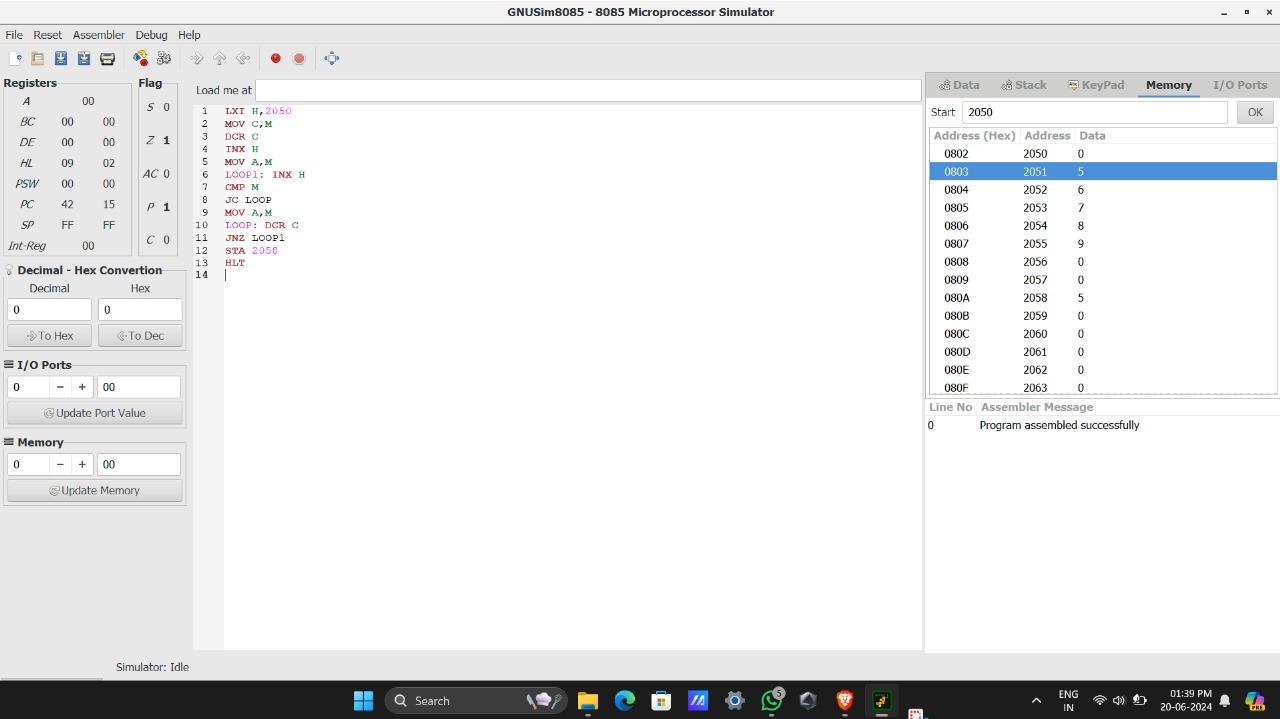 GNUSim8085 - 8085 Microprocessor Simulator
File Reset Assembler Debug Help
Registers
A 00
BC 00 00
DE 00 00
HL 09 02
PSW 00 00
PC 42 15
SP FF FF
Int-Reg 00
Flag
S 0
Z 1
AC 0
P 1
C 0
Decimal - Hex Convertion
Decimal Hex
0 0
To Hex To Dec
I/O Ports
0 − + 00
Update Port Value
Memory
0 − + 00
Update Memory
Load me at
1 LXI H,2050
2 MOV C,M
3 DCR C
4 INX H
5 MOV A,M
6 LOOP1: INX H
7 CMP M
8 JC LOOP
9 MOV A,M
10 LOOP: DCR C
11 JNZ LOOP1
12 STA 2058
13 HLT
14
Data Stack KeyPad Memory I/O Ports
Start 2050 OK
Address (Hex) Address Data
0802 2050 0
0803 2051 5
0804 2052 6
0805 2053 7
0806 2054 8
0807 2055 9
0808 2056 0
0809 2057 0
080A 2058 5
080B 2059 0
080C 2060 0
080D 2061 0
080E 2062 0
080F 2063 0
Line No Assembler Message
0 Program assembled successfully
Simulator: Idle
Search
5
ENG
IN
01:39 PM
20-06-2024